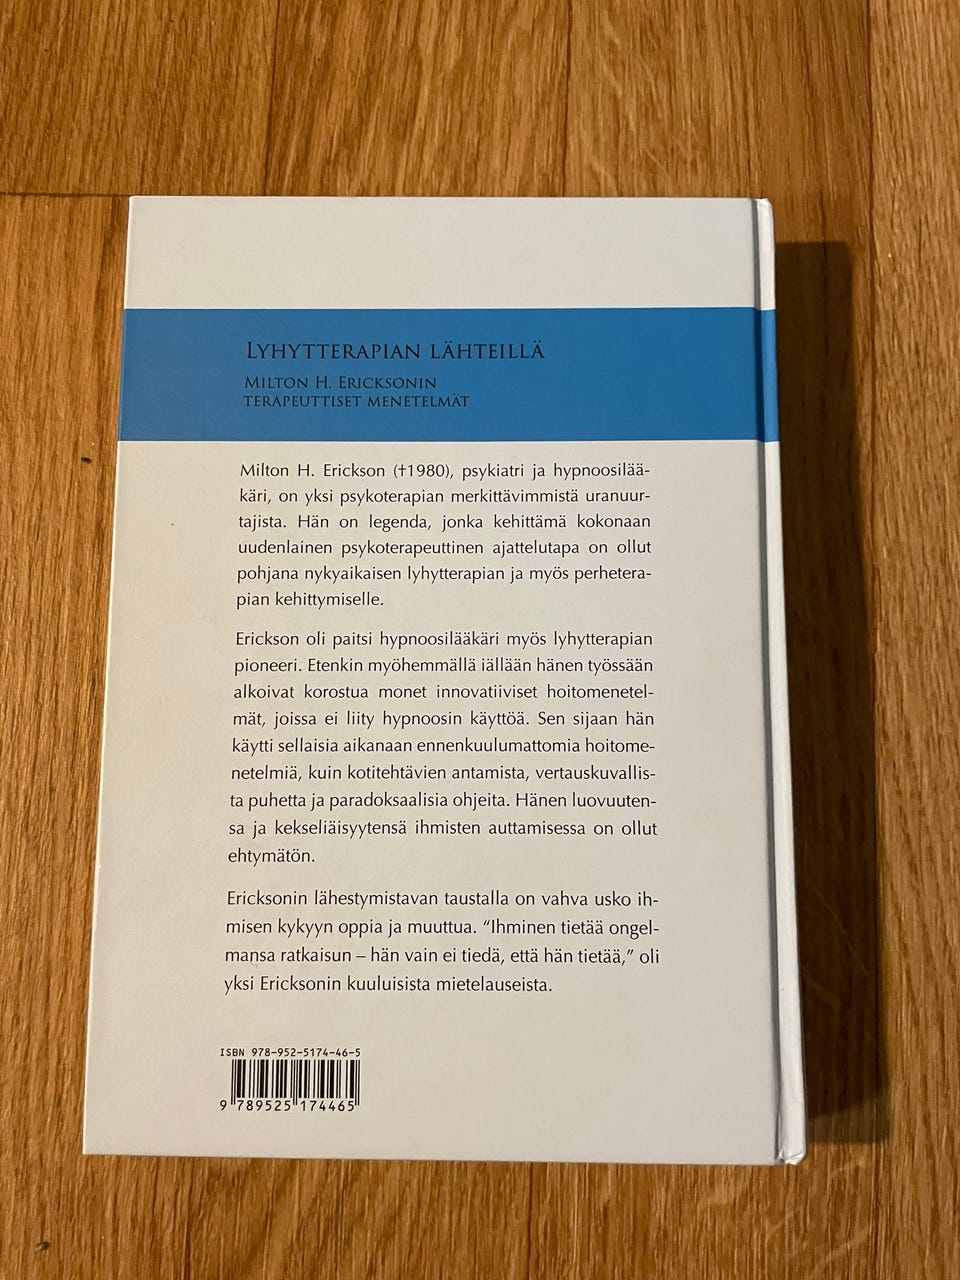 Lyhytterapian lähteillä
Milton H. Ericksonin
terapeuttiset menetelmät
Milton H. Erickson (†1980), psykiatri ja hypnoosilää-
käri, on yksi psykoterapian merkittävimmistä uranuur-
tajista. Hän on legenda, jonka kehittämä kokonaan
uudenlainen psykoterapeuttinen ajattelutapa on ollut
pohjana nykyaikaisen lyhytterapian ja myös perhetera-
pian kehittymiselle.
Erickson oli paitsi hypnoosilääkäri myös lyhytterapian
pioneeri. Etenkin myöhemmällä iällään hänen työssään
alkoivat korostua monet innovatiiviset hoitomenetel-
mät, joissa ei liity hypnoosin käyttöä. Sen sijaan hän
käytti sellaisia aikanaan ennenkuulumattomia hoitome-
netelmiä, kuin kotitehtävien antamista, vertauskuvallis-
ta puhetta ja paradoksaalisia ohjeita. Hänen luovuuten-
sa ja kekseliäisyytensä ihmisten auttamisessa on ollut
ehtymätön.
Ericksonin lähestymistavan taustalla on vahva usko ih-
misen kykyyn oppia ja muuttua. “Ihminen tietää ongel-
mansa ratkaisun – hän vain ei tiedä, että hän tietää,” oli
yksi Ericksonin kuuluisista mietelauseista.
ISBN 978-952-5174-46-5
9 789525 174465